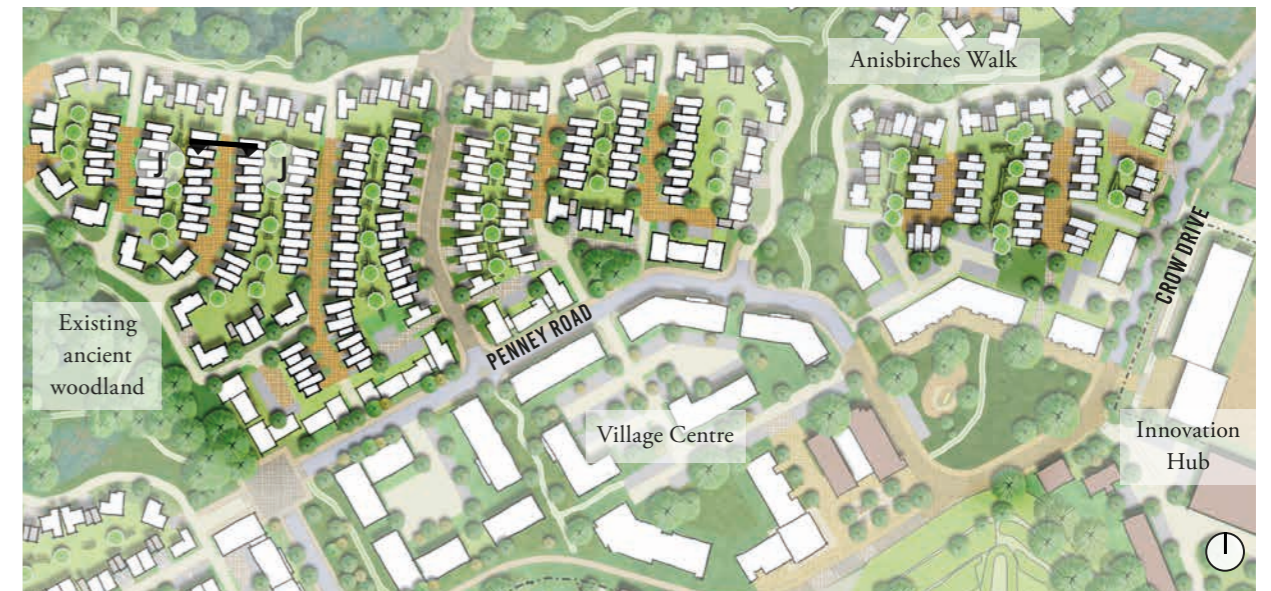 Anisbirches Walk
J
J
CROW DRIVE
Existing
ancient
woodland
PENNEY ROAD
Village Centre
Innovation
Hub